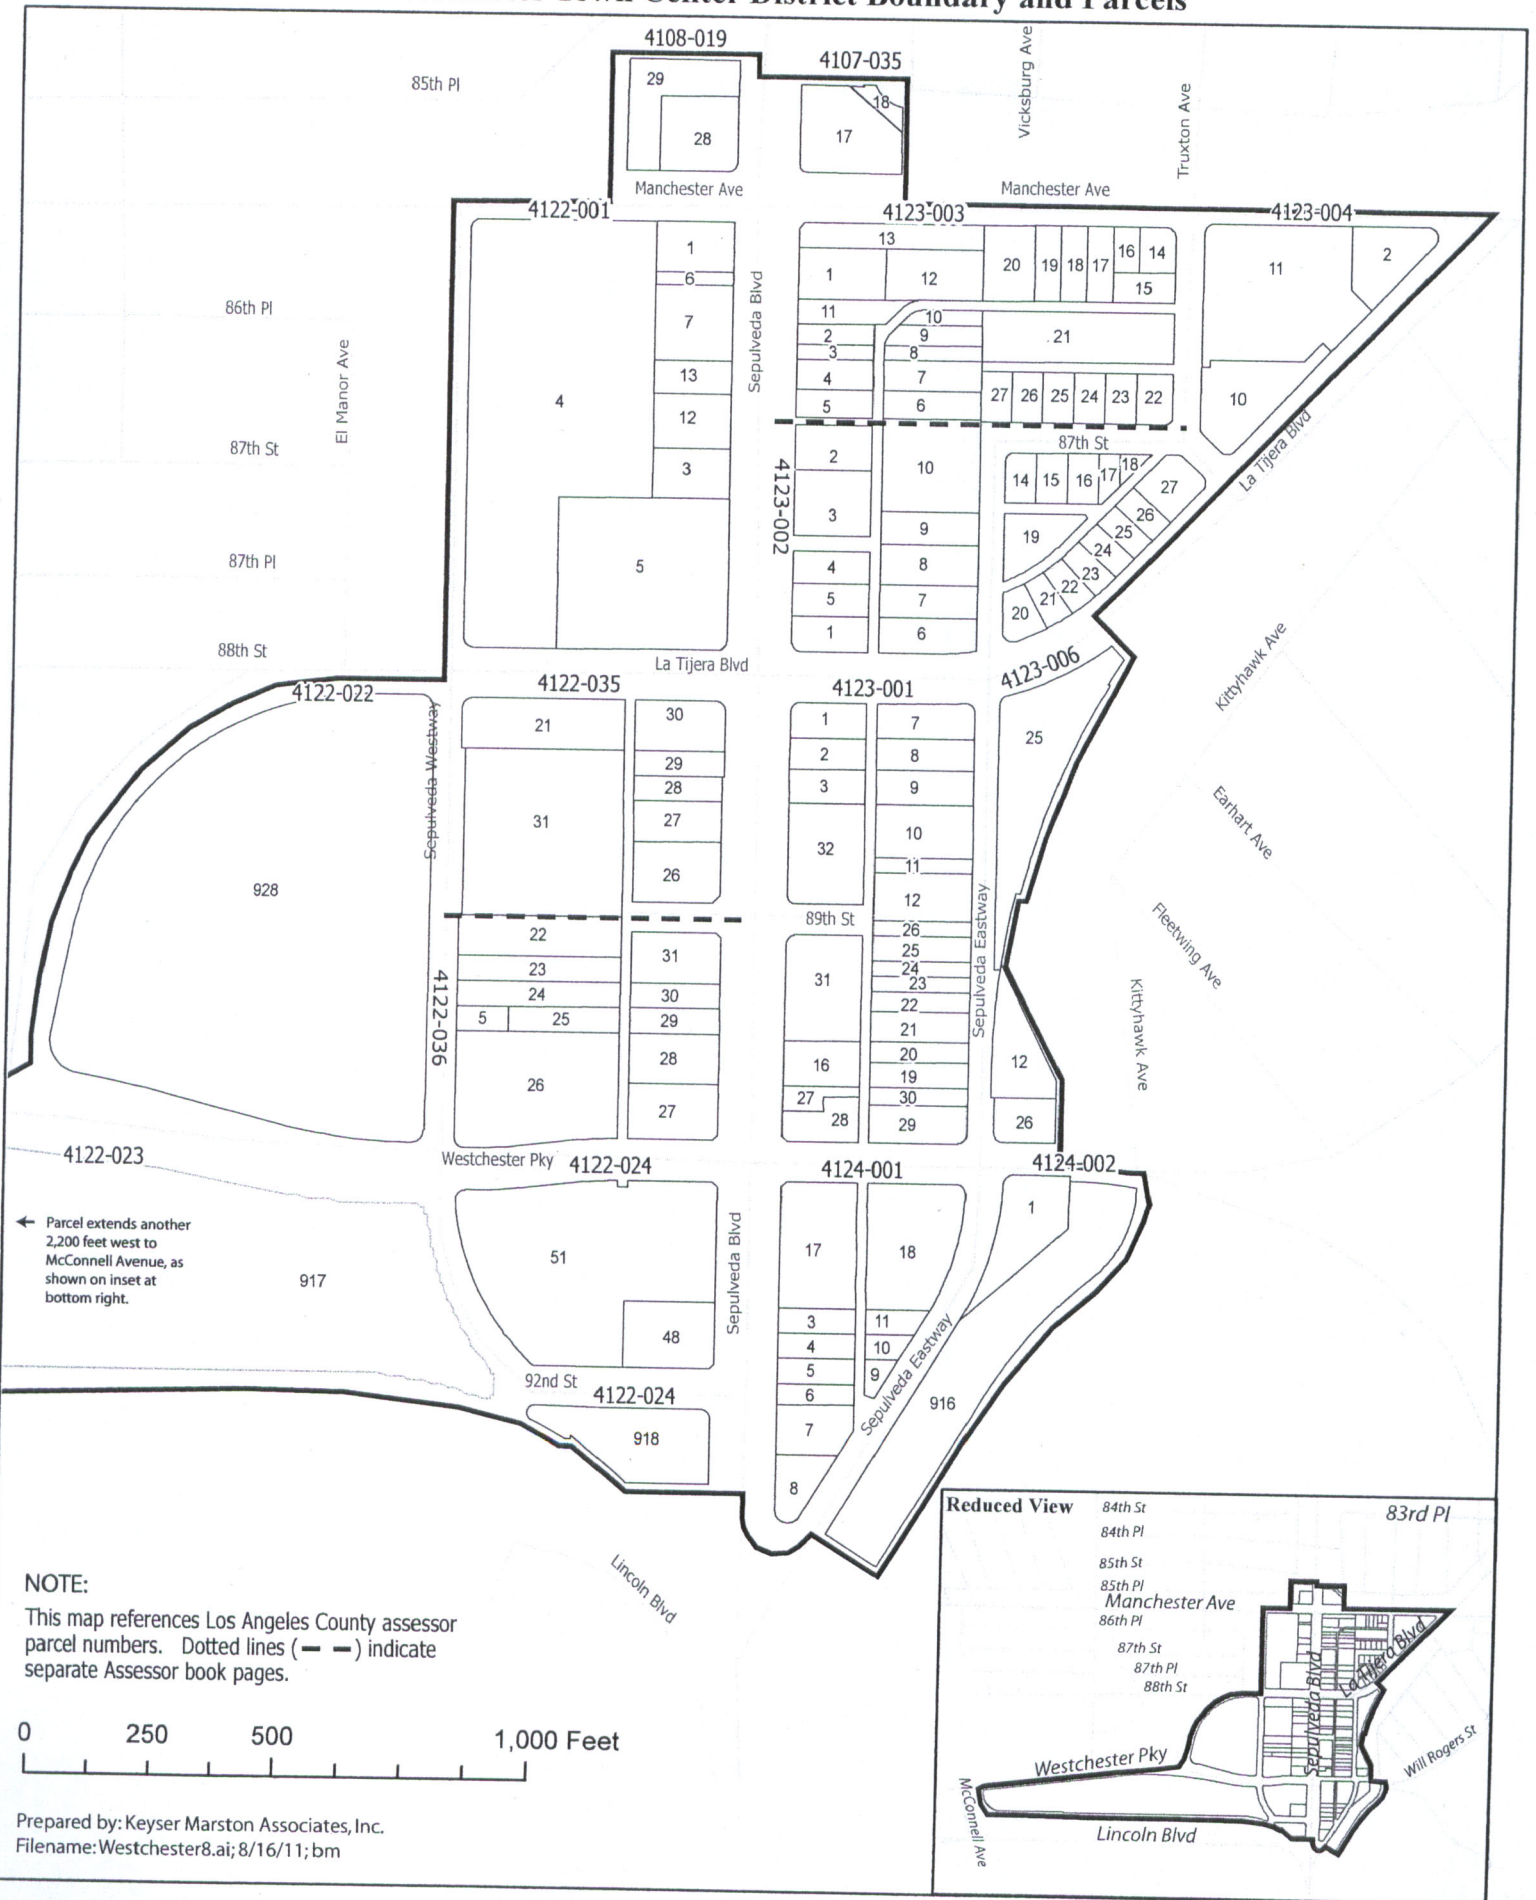 Town Center District Boundary and Parcels
4108-019
4107-035
85th Pl
29
28
18
17
Vicksburg Ave
Truxton Ave
Manchester Ave
Manchester Ave
4122-001
4123-003
4123-004
1
6
7
13
12
3
4
5
Sepulveda Blvd
13
1
12
11
10
2
9
3
8
4
7
5
6
20
19
18
17
16
14
15
21
27
26
25
24
23
22
11
2
10
86th Pl
El Manor Ave
87th St
87th Pl
88th St
4123-002
2
3
4
5
1
10
9
8
7
6
87th St
14
15
16
17
18
19
27
26
25
24
23
22
21
20
La Tijera Blvd
La Tijera Blvd
4122-022
4122-035
4123-001
4123-006
Sepulveda Westway
928
21
31
30
29
28
27
26
1
2
3
32
7
8
9
10
11
12
25
Kittyhawk Ave
Earhart Ave
Fleetwing Ave
Kittyhawk Ave
89th St
4122-036
22
23
24
5
25
26
31
30
29
28
27
31
16
27
28
26
25
24
23
22
21
20
19
30
29
Sepulveda Eastway
12
26
4122-023
Westchester Pky
4122-024
4124-001
4124-002
Parcel extends another
2,200 feet west to
McConnell Avenue, as
shown on inset at
bottom right.
917
51
48
Sepulveda Blvd
17
18
3
4
5
6
7
8
11
10
9
Sepulveda Eastway
1
916
92nd St
4122-024
918
Lincoln Blvd
NOTE:
This map references Los Angeles County assessor
parcel numbers. Dotted lines (– –) indicate
separate Assessor book pages.
0 250 500 1,000 Feet
Prepared by: Keyser Marston Associates, Inc.
Filename: Westchester8.ai; 8/16/11; bm
Reduced View
84th St
83rd Pl
84th Pl
85th St
85th Pl
Manchester Ave
86th Pl
87th St
87th Pl
88th St
La Tijera Blvd
Sepulveda Blvd
Westchester Pky
Will Rogers St
McConnell Ave
Lincoln Blvd